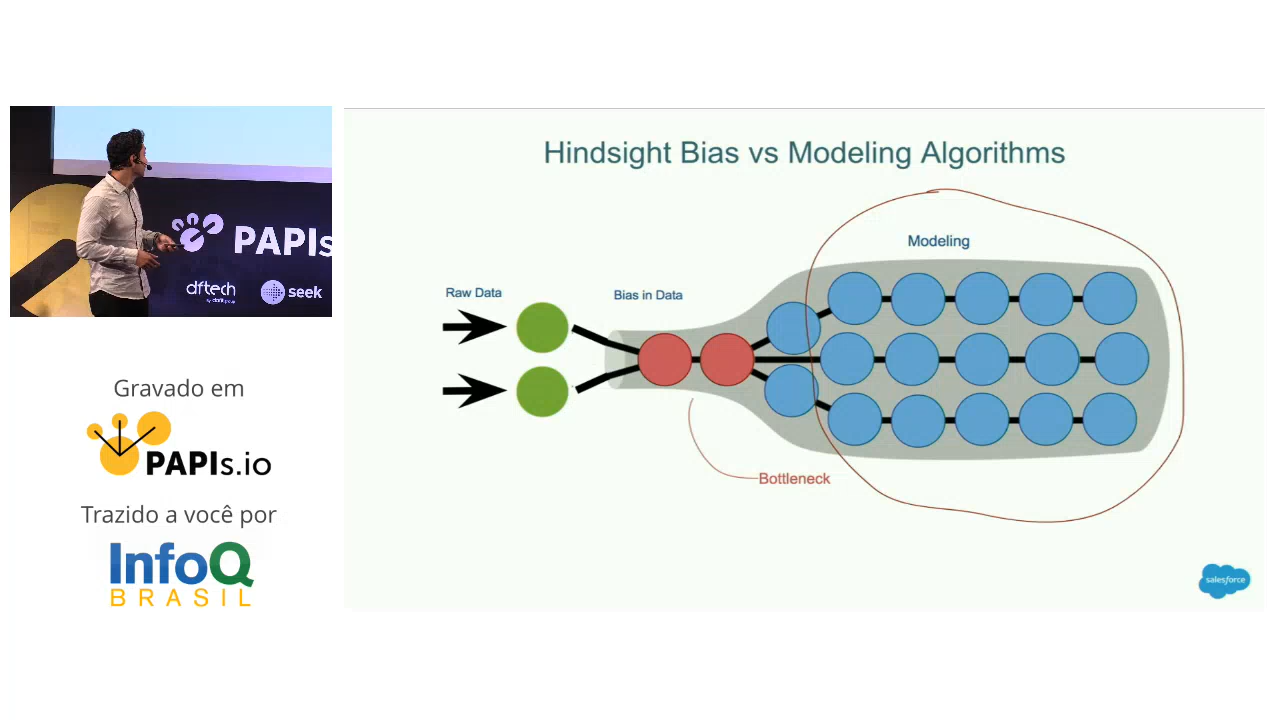 PAPIs
dftech
seek
Gravado em
PAPIs.io
Trazido a você por
InfoQ
BRASIL
Hindsight Bias vs Modeling Algorithms
Modeling
Raw Data
Bias in Data
Bottleneck
salesforce